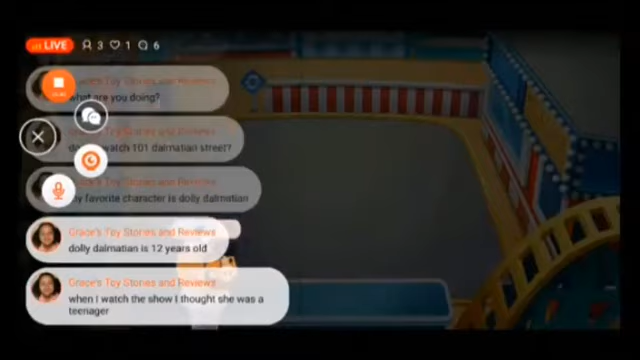 LIVE 3 1 6
Grace's Toy Stories and Reviews
what are you doing?
Grace's Toy Stories and Reviews
watch 101 dalmatian street?
Grace's Toy Stories and Reviews
my favorite character is dolly dalmatian
Grace's Toy Stories and Reviews
dolly dalmatian is 12 years old
Grace's Toy Stories and Reviews
when I watch the show I thought she was a
teenager